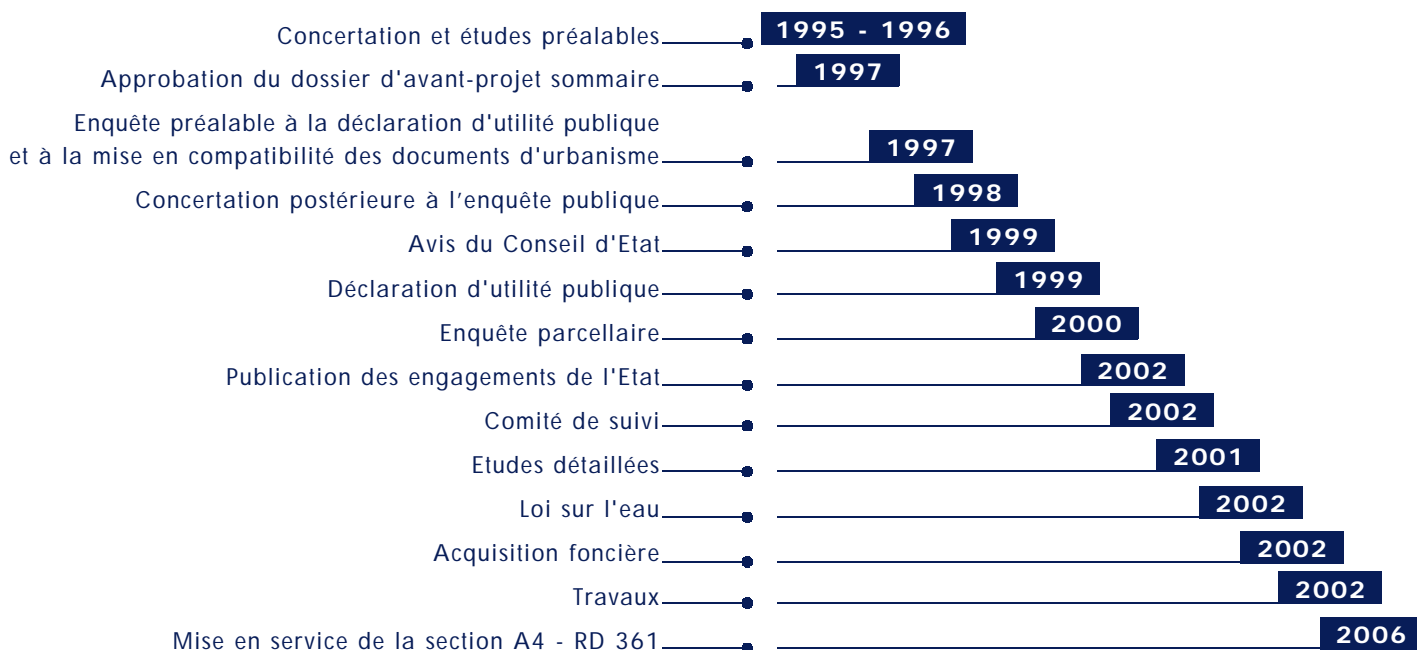 Concertation et études préalables 1995 - 1996
Approbation du dossier d'avant-projet sommaire 1997
Enquête préalable à la déclaration d'utilité publique
et à la mise en compatibilité des documents d'urbanisme 1997
Concertation postérieure à l’enquête publique 1998
Avis du Conseil d'Etat 1999
Déclaration d'utilité publique 1999
Enquête parcellaire 2000
Publication des engagements de l'Etat 2002
Comité de suivi 2002
Etudes détaillées 2001
Loi sur l'eau 2002
Acquisition foncière 2002
Travaux 2002
Mise en service de la section A4 - RD 361 2006